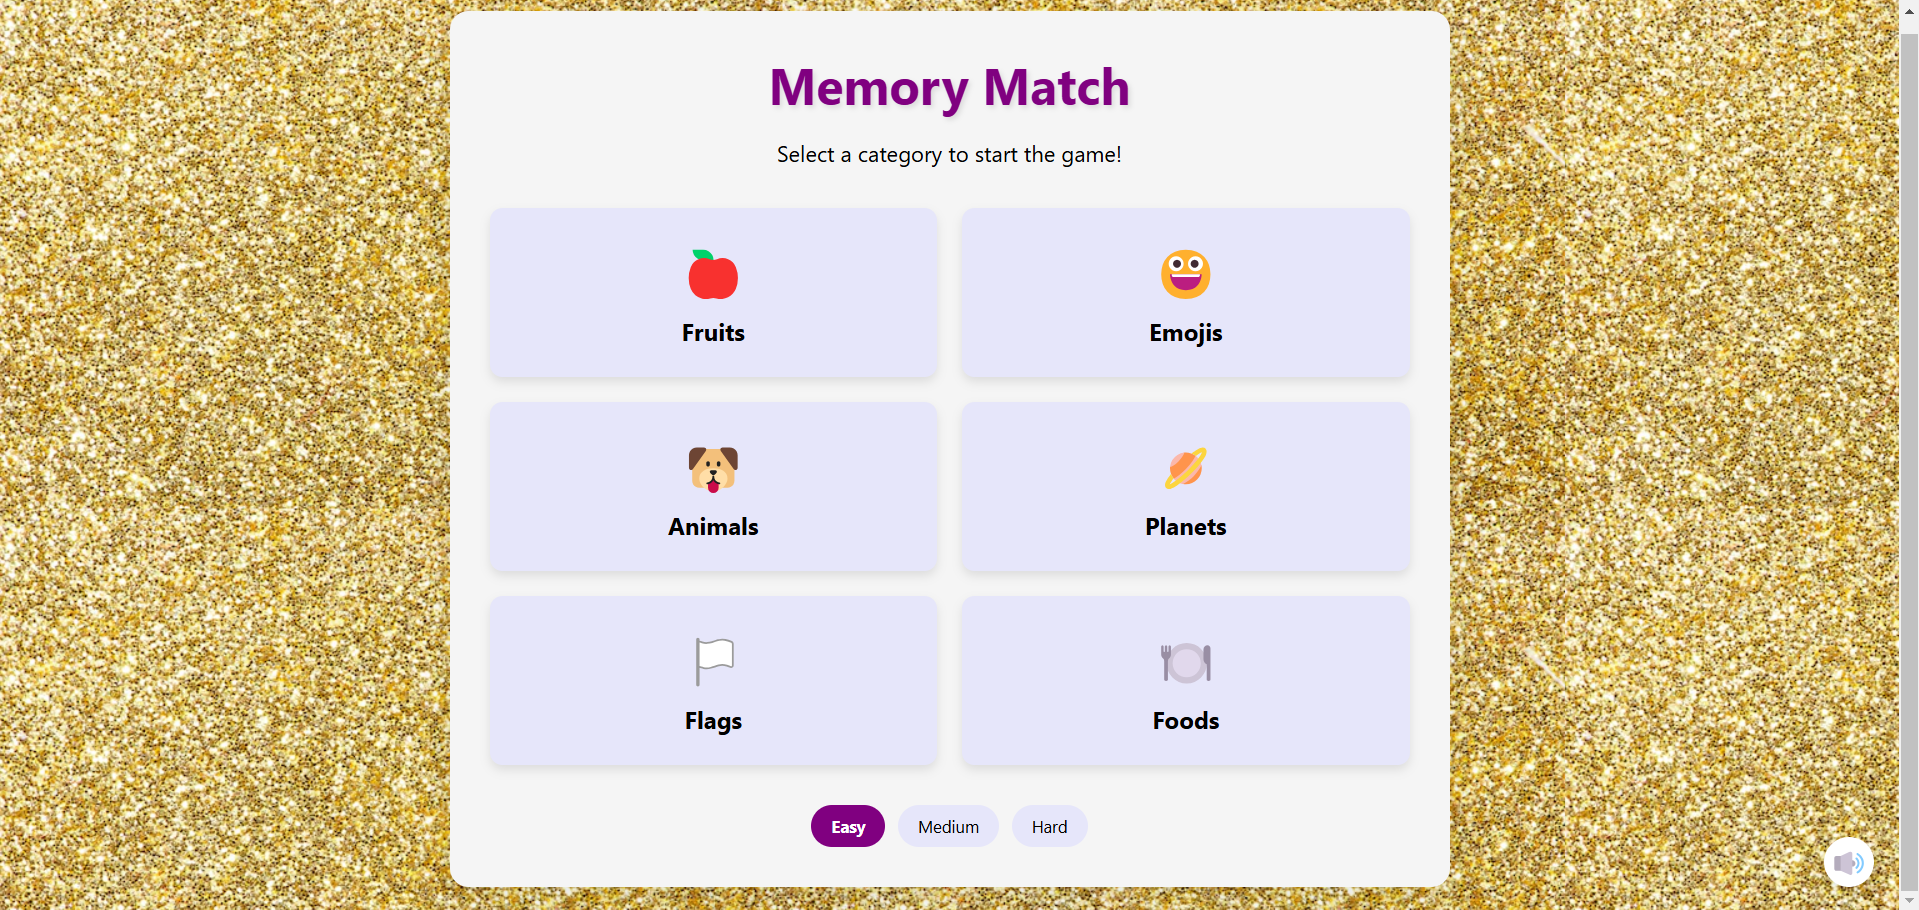 Memory Match
Select a category to start the game!
Fruits
Emojis
Animals
Planets
Flags
Foods
Easy
Medium
Hard